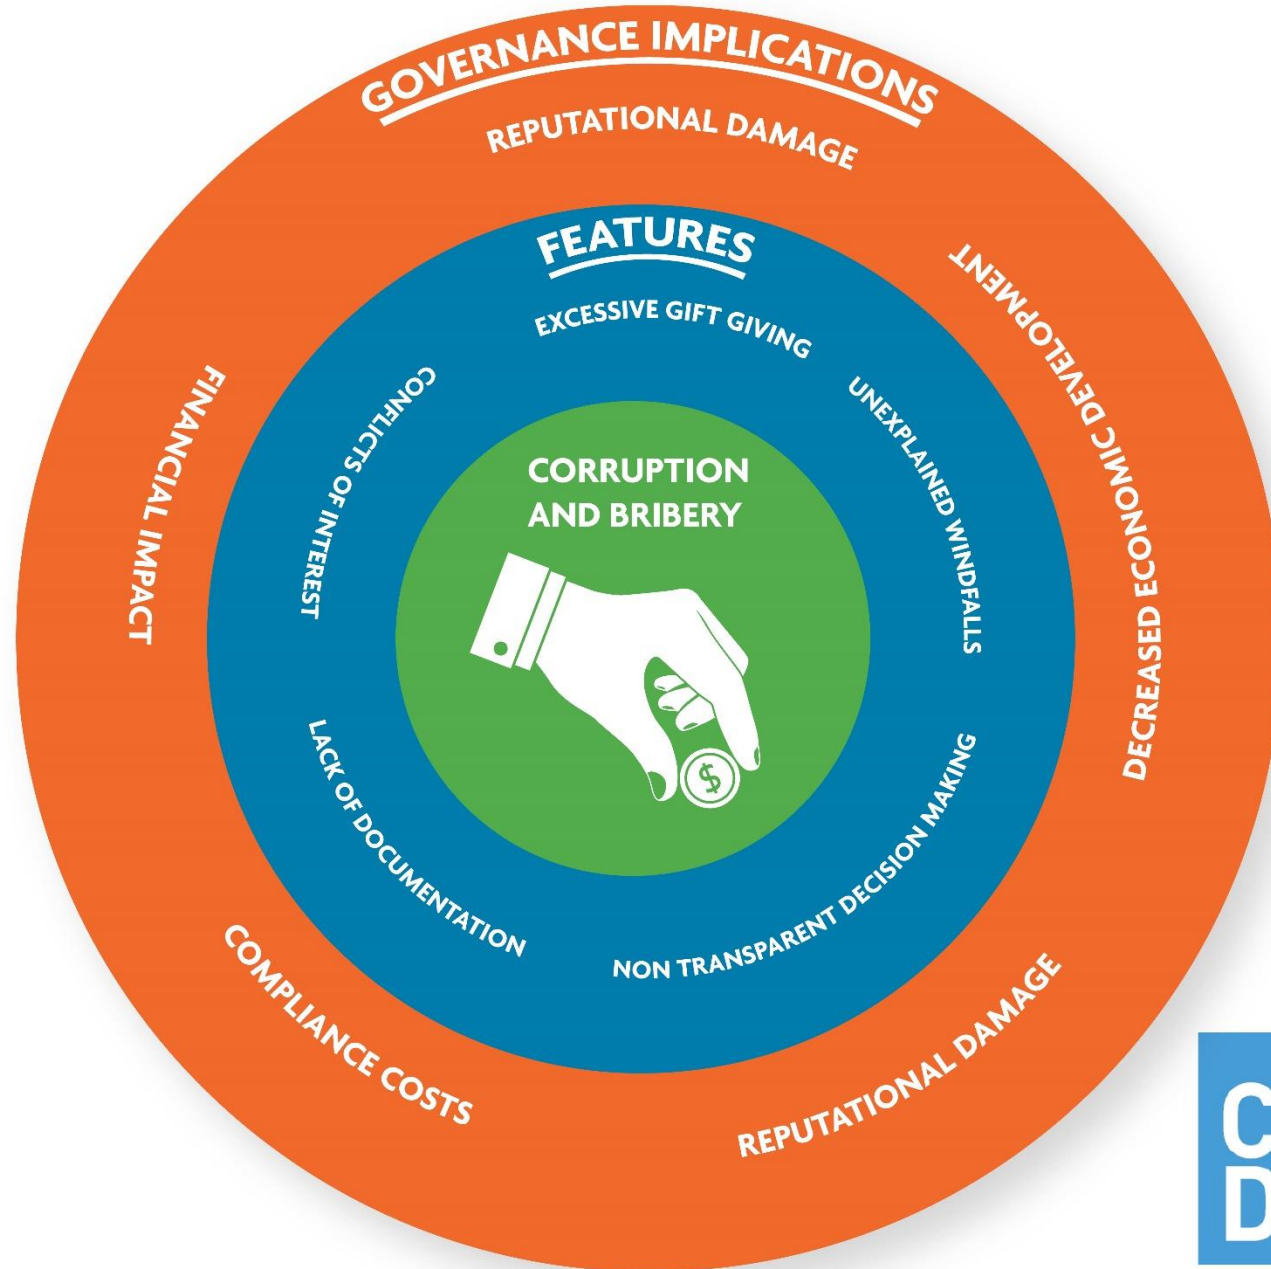 GOVERNANCE IMPLICATIONS
REPUTATIONAL DAMAGE
DECREASED ECONOMIC DEVELOPMENT
REPUTATIONAL DAMAGE
COMPLIANCE COSTS
FINANCIAL IMPACT
FEATURES
EXCESSIVE GIFT GIVING
UNEXPLAINED WINDFALLS
NON TRANSPARENT DECISION MAKING
LACK OF DOCUMENTATION
CONFLICTS OF INTEREST
CORRUPTION
AND BRIBERY
$
C
D